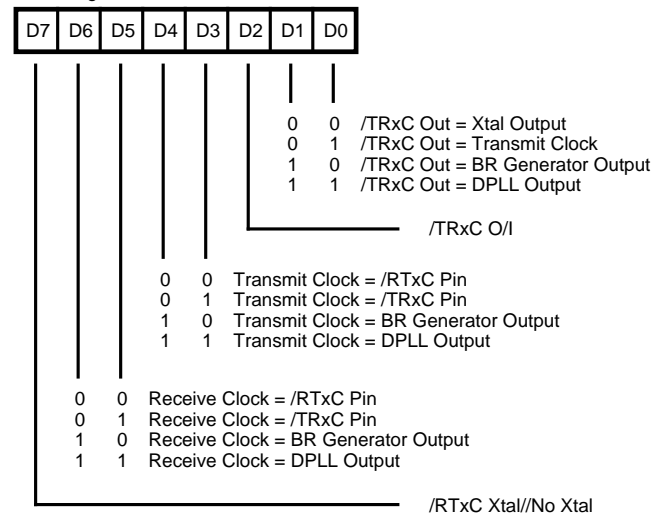 D7 D6 D5 D4 D3 D2 D1 D0
0 0 /TRxC Out = Xtal Output
0 1 /TRxC Out = Transmit Clock
1 0 /TRxC Out = BR Generator Output
1 1 /TRxC Out = DPLL Output
/TRxC O/I
0 0 Transmit Clock = /RTxC Pin
0 1 Transmit Clock = /TRxC Pin
1 0 Transmit Clock = BR Generator Output
1 1 Transmit Clock = DPLL Output
0 0 Receive Clock = /RTxC Pin
0 1 Receive Clock = /TRxC Pin
1 0 Receive Clock = BR Generator Output
1 1 Receive Clock = DPLL Output
/RTxC Xtal//No Xtal